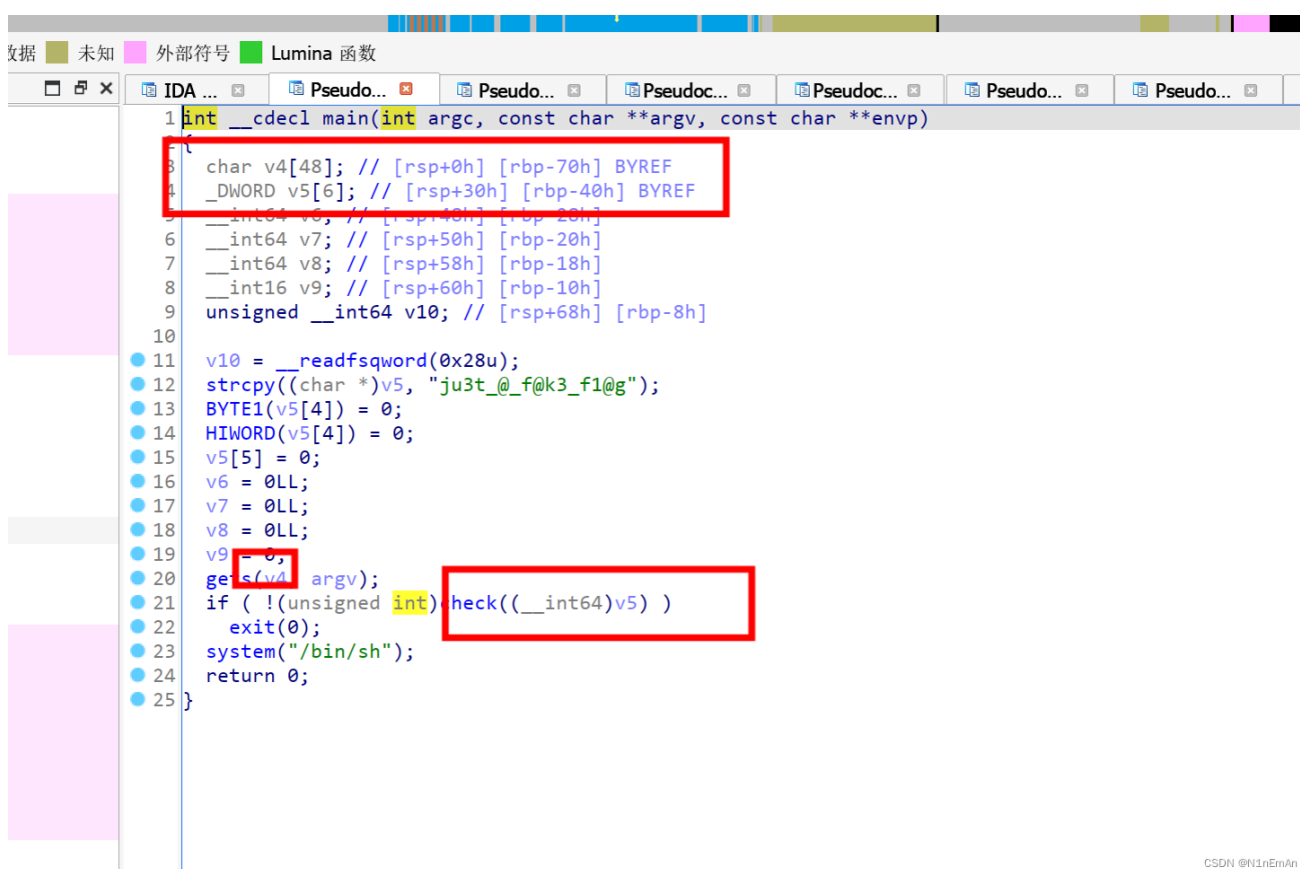 数据 未知 外部符号 Lumina 函数
IDA ... Pseudo... Pseudo... Pseudoc... Pseudoc... Pseudo... Pseudo...
1 int __cdecl main(int argc, const char **argv, const char **envp)
2 {
3 char v4[48]; // [rsp+0h] [rbp-70h] BYREF
4 _DWORD v5[6]; // [rsp+30h] [rbp-40h] BYREF
5 __int64 v6; // [rsp+48h] [rbp-28h]
6 __int64 v7; // [rsp+50h] [rbp-20h]
7 __int64 v8; // [rsp+58h] [rbp-18h]
8 __int16 v9; // [rsp+60h] [rbp-10h]
9 unsigned __int64 v10; // [rsp+68h] [rbp-8h]
10
11 v10 = __readfsqword(0x28u);
12 strcpy((char *)v5, "ju3t_@_f@k3_f1@g");
13 BYTE1(v5[4]) = 0;
14 HIWORD(v5[4]) = 0;
15 v5[5] = 0;
16 v6 = 0LL;
17 v7 = 0LL;
18 v8 = 0LL;
19 v9 = 0;
20 gets(v4, argv);
21 if ( !(unsigned int)check((__int64)v5) )
22 exit(0);
23 system("/bin/sh");
24 return 0;
25 }
CSDN @N1nEmAn